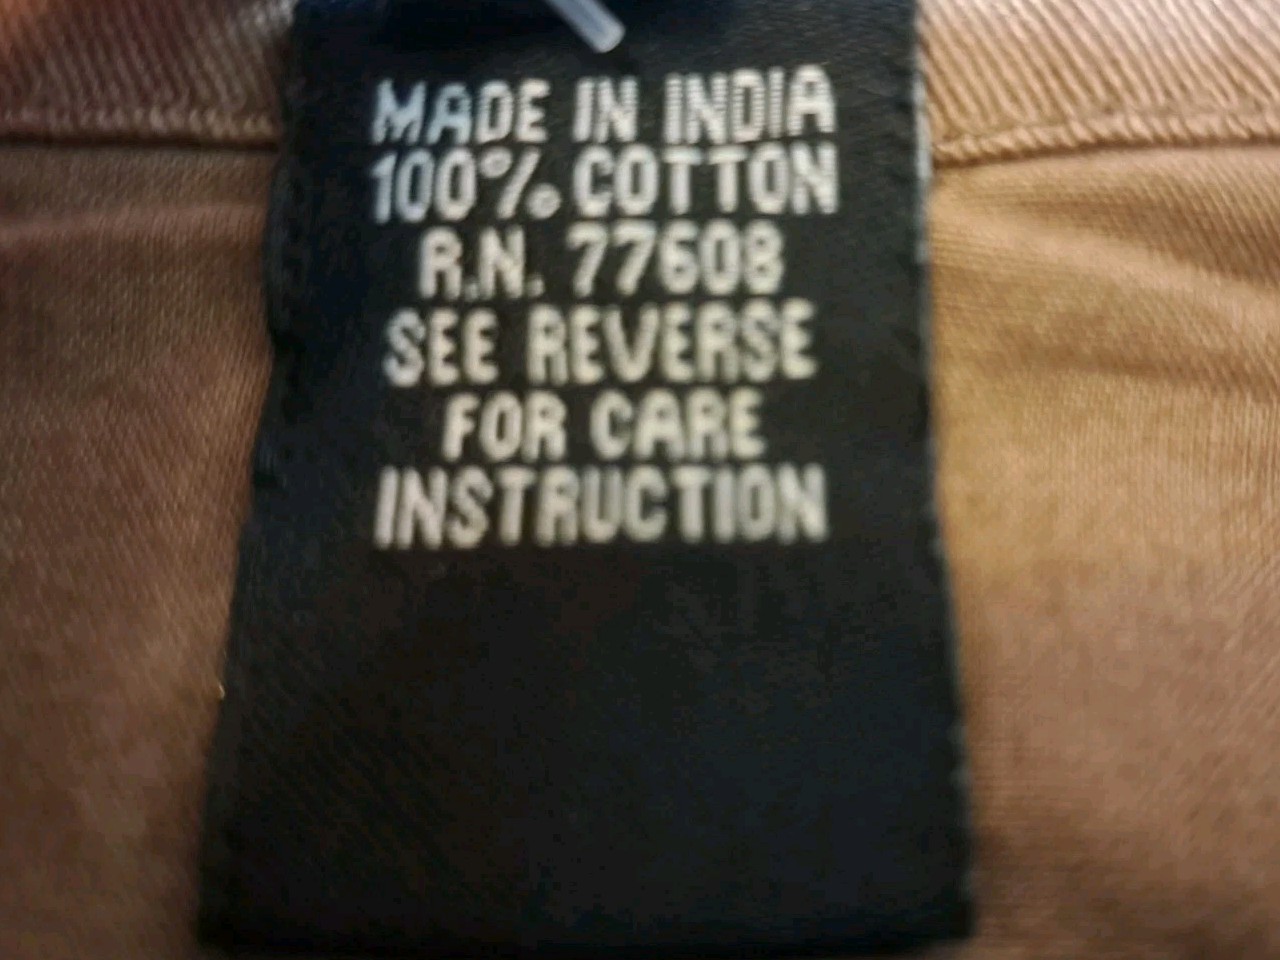 MADE IN INDIA
100% COTTON
R.N. 77608
SEE REVERSE
FOR CARE
INSTRUCTION